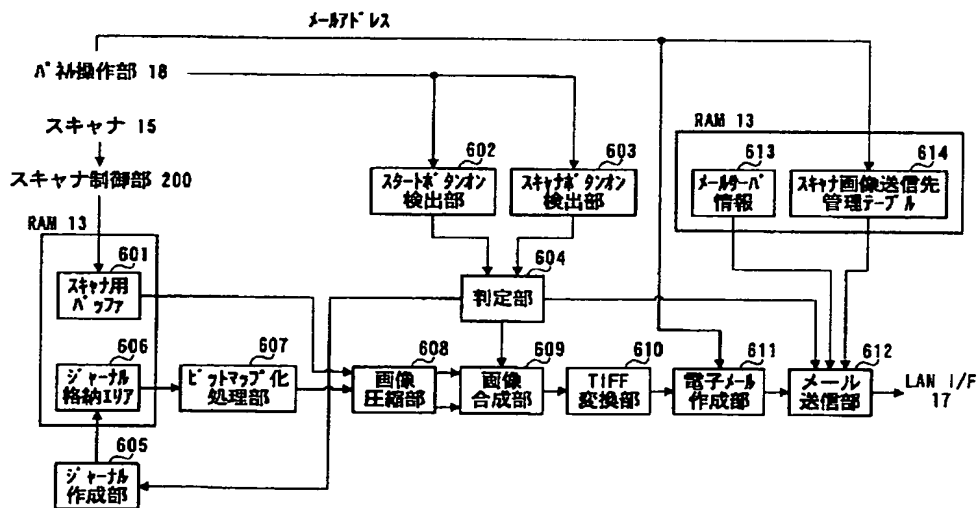 メールアドレス
パネル操作部 18
スキャナ 15
スキャナ制御部 200
RAM 13
601
スキャナ用
バッファ
606
ジャーナル
格納エリア
605
ジャーナル
作成部
607
ビットマップ化
処理部
602
スタートボタンオン
検出部
603
スキャナボタンオン
検出部
604
判定部
608
画像
圧縮部
609
画像
合成部
610
TIFF
変換部
611
電子メール
作成部
RAM 13
613
メールサーバ
情報
614
スキャナ画像送信先
管理テーブル
612
メール
送信部
LAN I/F
17